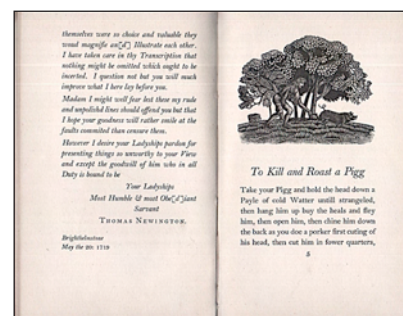 themselves were so choice and valuable they
woud magnifie an[d'] Illustrate each other.
I have taken care in thy Transcription that
nothing might be omitted which ought to be
incerted. I question not but you will much
improve what I here lay before you.
Madam I might well fear lest these my rude
and unpolished lines should offend you but that
I hope your goodness will rather smile at the
faults committed than censure them.
However I desire your Ladyships pardon for
presenting things so unworthy to your View
and except the goodwill of him who in all
Duty is bound to be
Your Ladyships
Most Humble & most Obe[d']iant
Servant
THOMAS NEWINGTON.
Brighthelmstone
May the 20: 1719
To Kill and Roast a Pigg
Take your Pigg and hold the head down a
Payle of cold Watter untill strangeled,
then hang him up buy the heals and fley
him, then open him, then chine him down
the back as you doe a porker first cuting of
his head, then cut him in fower quarters,
5